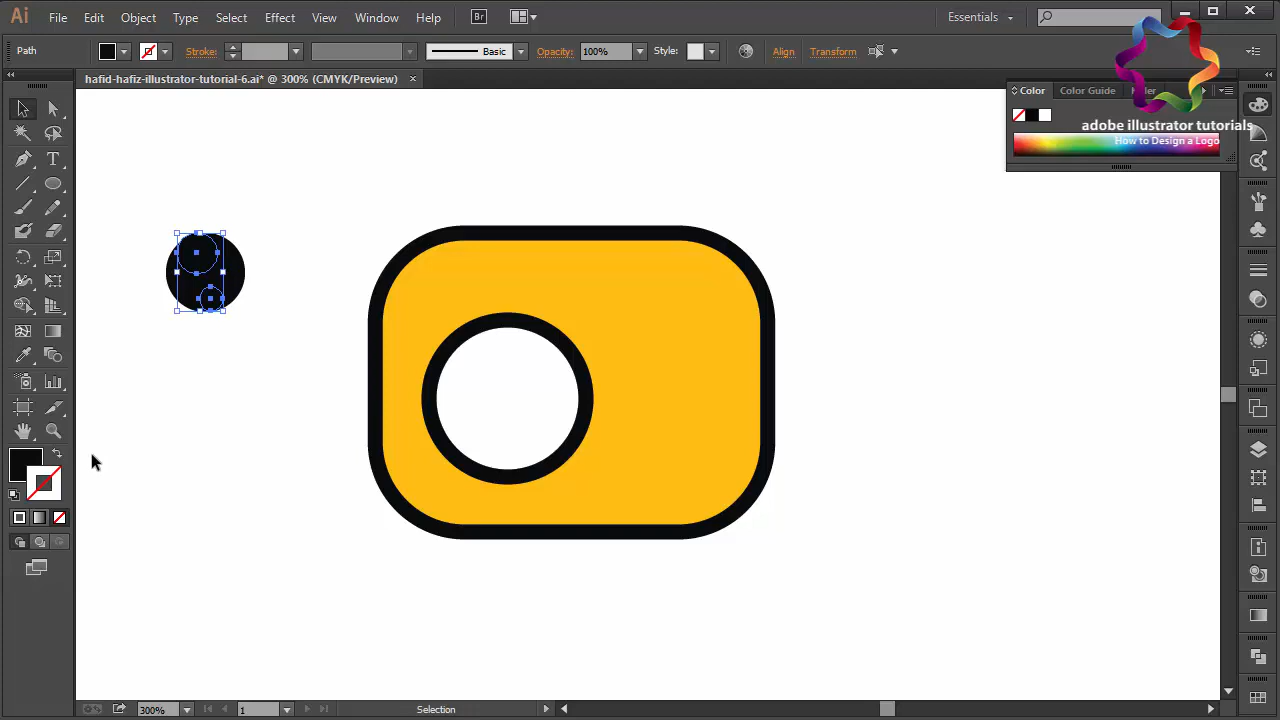 Ai File Edit Object Type Select Effect View Window Help Br Essentials
Path Stroke: Basic Opacity: 100% Style: Align Transform
hafid-hafiz-illustrator-tutorial-6.ai* @ 300% (CMYK/Preview) ×
Color Color Guide
adobe illustrator tutorials
How to Design a Logo
T
300% 1 Selection